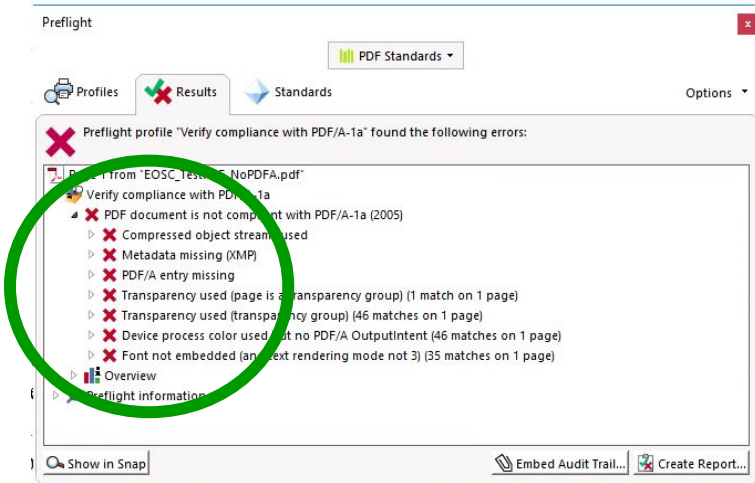 Preflight
x
PDF Standards
Profiles
Results
Standards
Options
Preflight profile "Verify compliance with PDF/A-1a" found the following errors:
1 from "EOSC_Test NoPDFA.pdf"
Verify compliance with PDF/A-1a
PDF document is not compliant with PDF/A-1a (2005)
Compressed object streams used
Metadata missing (XMP)
PDF/A entry missing
Transparency used (page is a transparency group) (1 match on 1 page)
Transparency used (transparency group) (46 matches on 1 page)
Device process color used but no PDF/A OutputIntent (46 matches on 1 page)
Font not embedded (and text rendering mode not 3) (35 matches on 1 page)
Overview
Preflight information
Show in Snap
Embed Audit Trail...
Create Report...